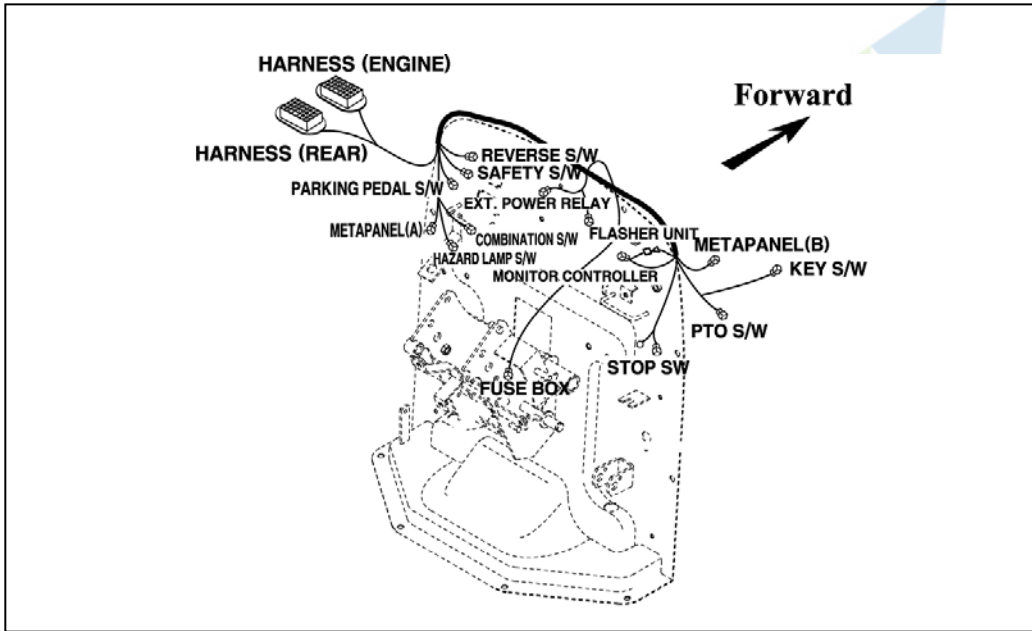 HARNESS (ENGINE)
Forward
HARNESS (REAR)
REVERSE S/W
SAFETY S/W
PARKING PEDAL S/W
EXT. POWER RELAY
METAPANEL(A)
COMBINATION S/W
FLASHER UNIT
METAPANEL(B)
HAZARD LAMP S/W
MONITOR CONTROLLER
KEY S/W
PTO S/W
STOP SW
FUSE BOX